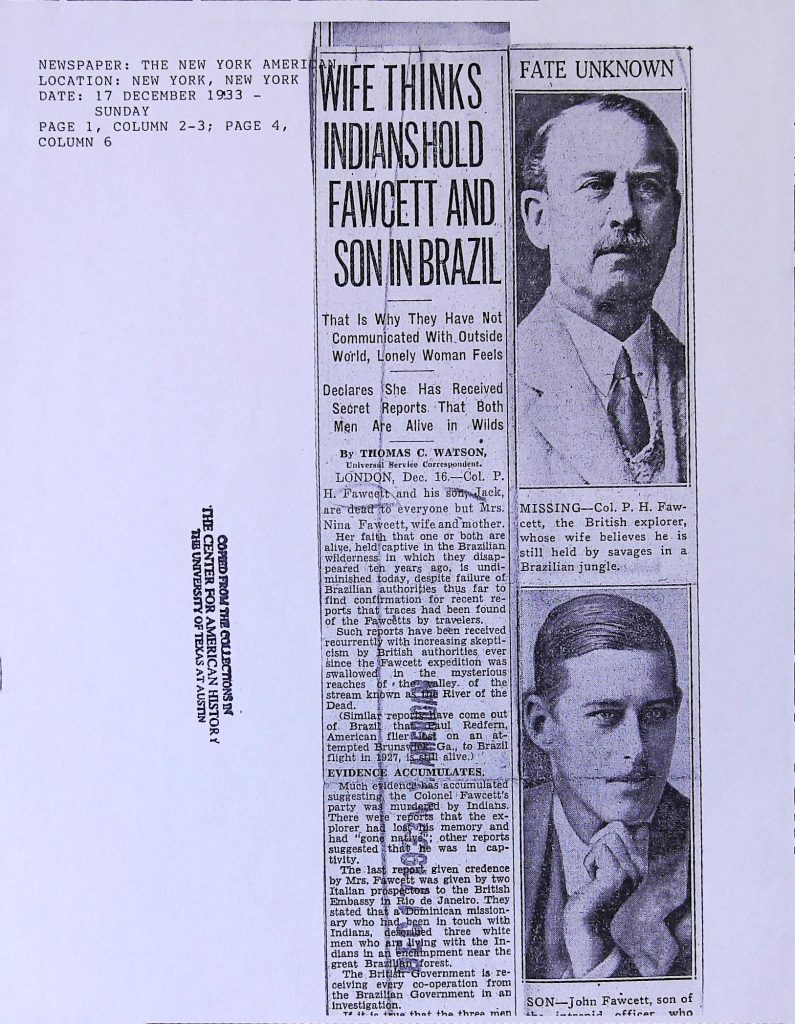 NEWSPAPER: THE NEW YORK AMERICAN
LOCATION: NEW YORK, NEW YORK
DATE: 17 DECEMBER 1933 -
SUNDAY
PAGE 1, COLUMN 2-3; PAGE 4,
COLUMN 6
WIFE THINKS
INDIANS HOLD
FAWCETT AND
SON IN BRAZIL
That Is Why They Have Not
Communicated With Outside
World, Lonely Woman Feels
Declares She Has Received
Secret Reports That Both
Men Are Alive in Wilds
By THOMAS C. WATSON,
Universal Service Correspondent.
LONDON, Dec. 16.—Col. P.
H. Fawcett and his son, Jack,
are dead to everyone but Mrs.
Nina Fawcett, wife and mother.
Her faith that one or both are
alive, held captive in the Brazilian
wilderness in which they disap-
peared ten years ago, is undi-
minished today, despite failure of
Brazilian authorities thus far to
find confirmation for recent re-
ports that traces had been found
of the Fawcetts by travelers.
Such reports have been received
recurrently with increasing skepti-
cism by British authorities ever
since the Fawcett expedition was
swallowed in the mysterious
reaches of the valley of the
stream known as the River of the
Dead.
(Similar reports have come out
of Brazil that Paul Redfern,
American flier lost on an at-
tempted Brunswick, Ga., to Brazil
flight in 1927, is still alive.)
EVIDENCE ACCUMULATES.
Much evidence has accumulated
suggesting the Colonel Fawcett's
party was murdered by Indians.
There were reports that the ex-
plorer had lost his memory and
had "gone native"; other reports
suggested that he was in cap-
tivity.
The last report given credence
by Mrs. Fawcett was given by two
Italian prospectors to the British
Embassy in Rio de Janeiro. They
stated that a Dominican mission-
ary who had been in touch with
Indians, described three white
men who are living with the In-
dians in an encampment near the
great Brazilian forest.
The British Government is re-
ceiving every co-operation from
the Brazilian Government in an
investigation.
If it is true that the three men
FATE UNKNOWN
MISSING—Col. P. H. Faw-
cett, the British explorer,
whose wife believes he is
still held by savages in a
Brazilian jungle.
SON—John Fawcett, son of
the intrepid officer who
COPIED FROM THE COLLECTIONS IN
THE CENTER FOR AMERICAN HISTORY
THE UNIVERSITY OF TEXAS AT AUSTIN
DEC 17 1933